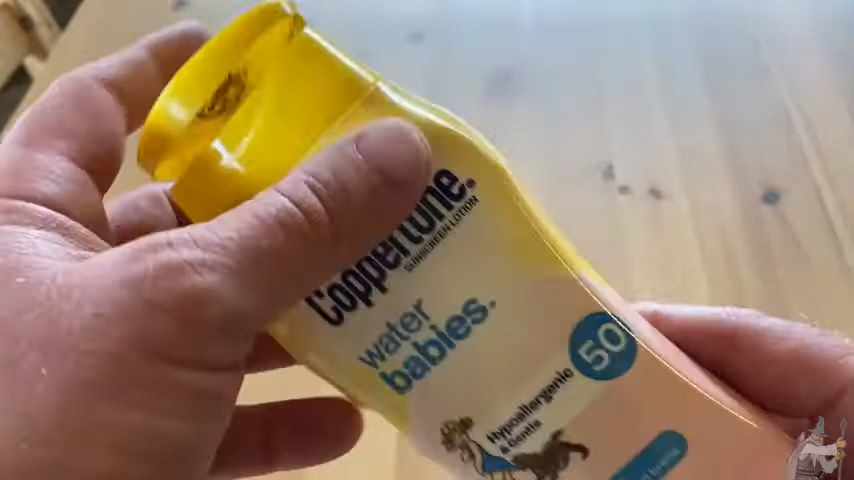 Coppertone®
SUNSCREEN LOTION
water
babies.
50
Hypoallergenic
& Gentle